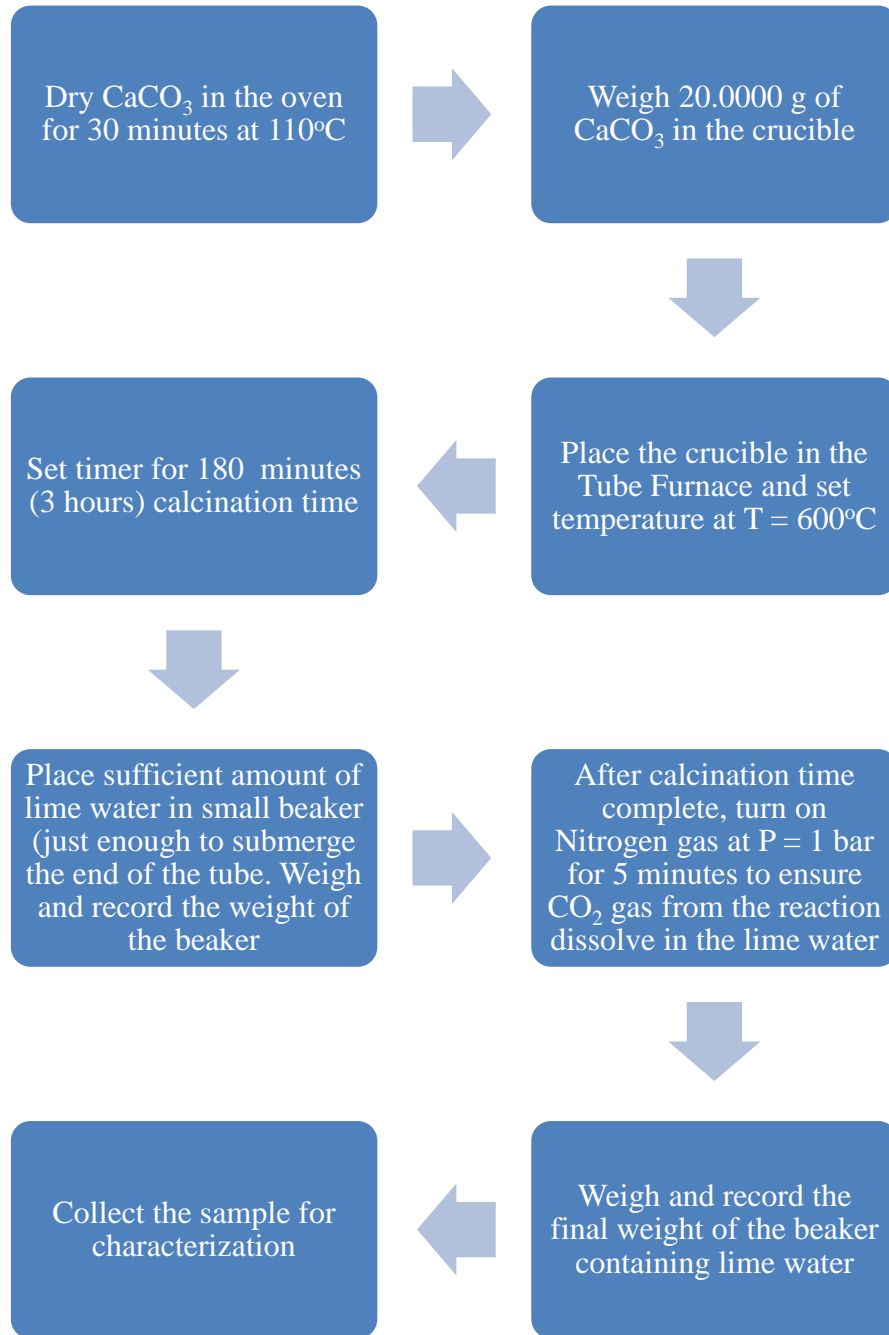 Dry CaCO₃ in the oven
for 30 minutes at 110ᵒC
Weigh 20.0000 g of
CaCO₃ in the crucible
Place the crucible in the
Tube Furnace and set
temperature at T = 600ᵒC
Set timer for 180  minutes
(3 hours) calcination time
Place sufficient amount of
lime water in small beaker
(just enough to submerge
the end of the tube. Weigh
and record the weight of
the beaker
After calcination time
complete, turn on
Nitrogen gas at P = 1 bar
for 5 minutes to ensure
CO₂ gas from the reaction
dissolve in the lime water
Weigh and record the
final weight of the beaker
containing lime water
Collect the sample for
characterization